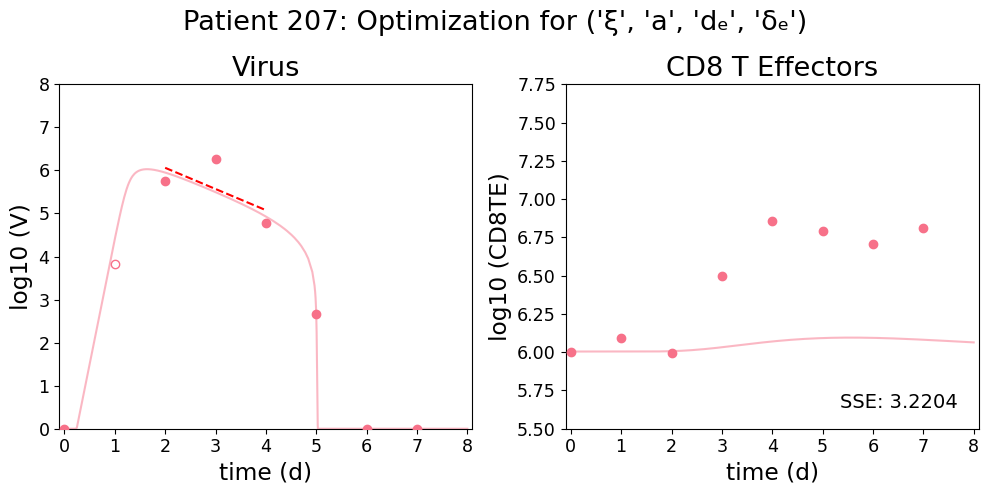 Patient 207: Optimization for ('ξ', 'a', 'dₑ', 'δₑ')
Virus
8
7
6
5
4
3
2
1
0
log10 (V)
0 1 2 3 4 5 6 7 8
time (d)
CD8 T Effectors
7.75
7.50
7.25
7.00
6.75
6.50
6.25
6.00
5.75
5.50
log10 (CD8TE)
SSE: 3.2204
0 1 2 3 4 5 6 7 8
time (d)